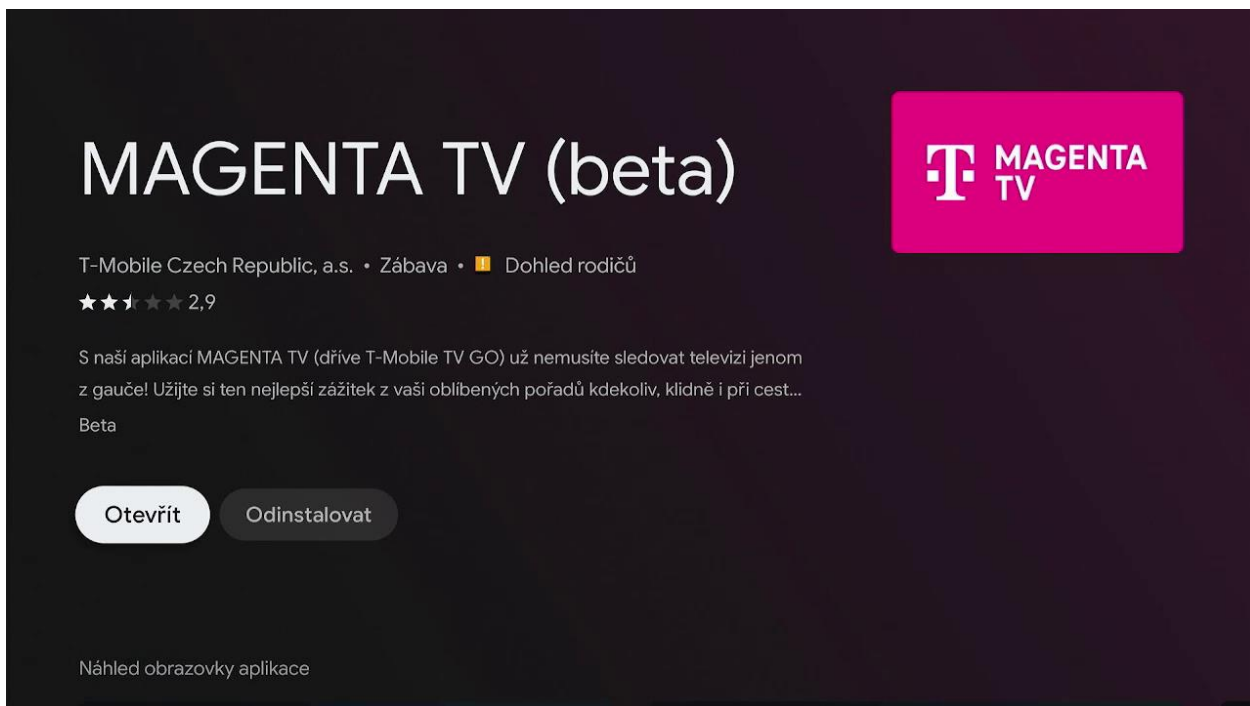 MAGENTA TV (beta)
T MAGENTA
TV
T-Mobile Czech Republic, a.s. • Zábava • ! Dohled rodičů
2,9
S naší aplikací MAGENTA TV (dříve T-Mobile TV GO) už nemusíte sledovat televizi jenom
z gauče! Užijte si ten nejlepší zážitek z vaši oblíbených pořadů kdekoliv, klidně i při cest...
Beta
Otevřít
Odinstalovat
Náhled obrazovky aplikace